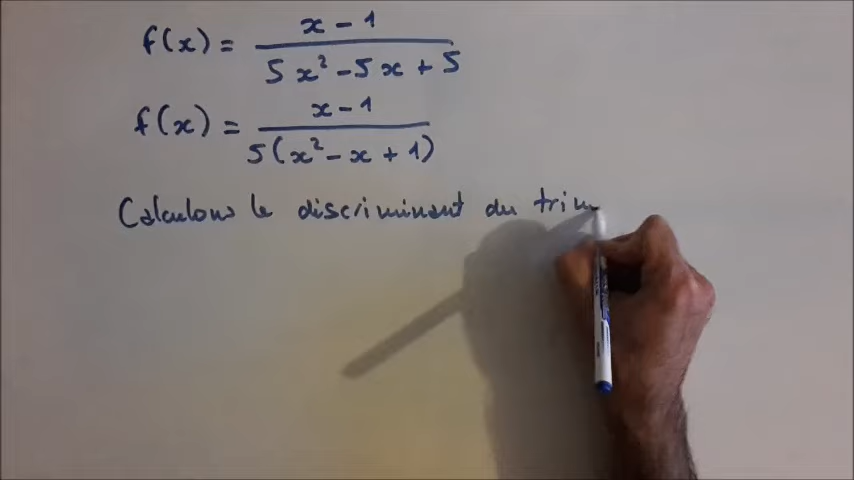 f(x) = (x - 1) / (5x² - 5x + 5)
f(x) = (x - 1) / (5(x² - x + 1))
Calculons le discriminant du trin